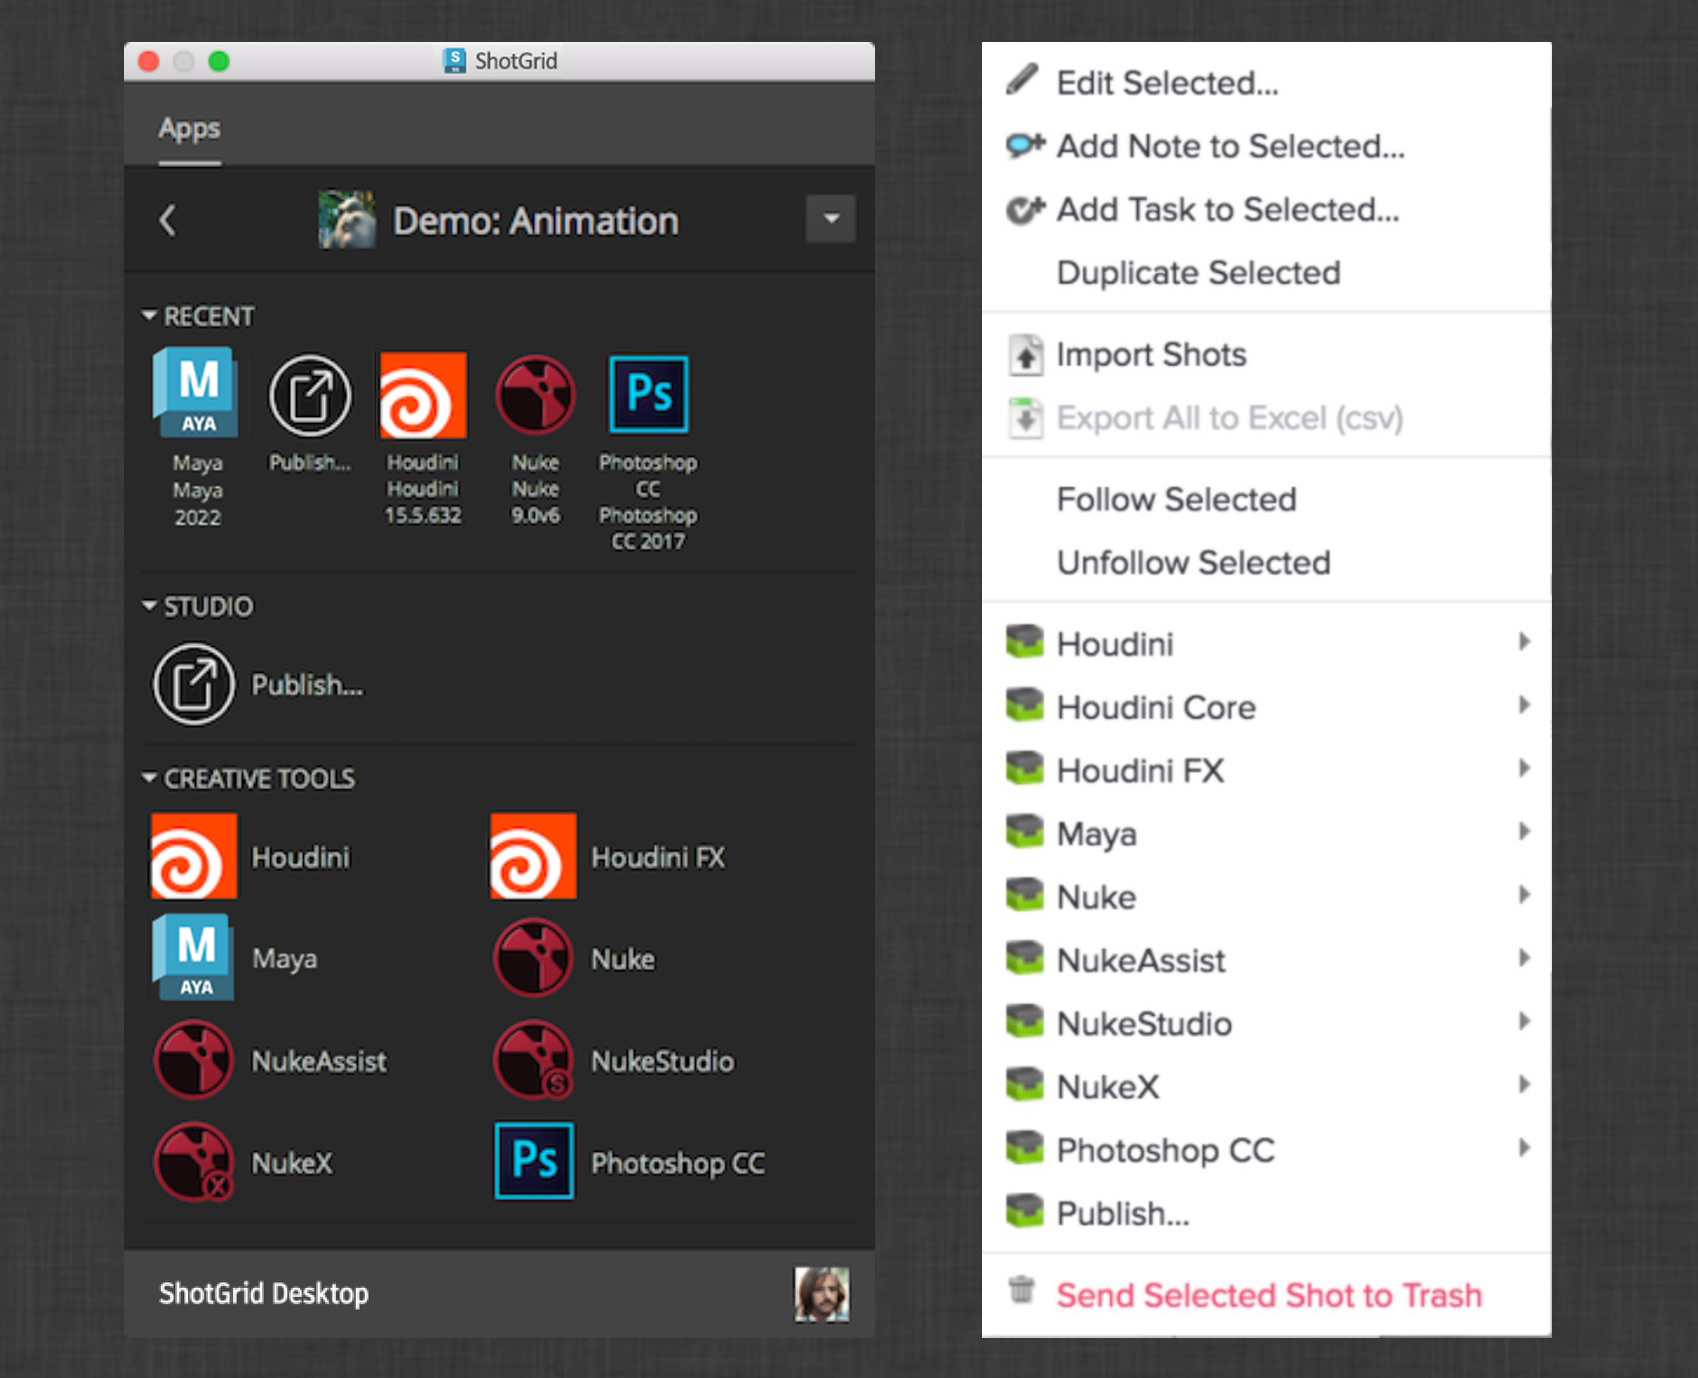 ShotGrid
Apps
Demo: Animation
RECENT
M
AYA
Ps
Maya
Maya
2022
Publish...
Houdini
Houdini
15.5.632
Nuke
Nuke
9.0v6
Photoshop
CC
Photoshop
CC 2017
STUDIO
Publish...
CREATIVE TOOLS
Houdini
Houdini FX
M
AYA
Maya
Nuke
NukeAssist
S
NukeStudio
X
NukeX
Ps
Photoshop CC
ShotGrid Desktop
Edit Selected...
Add Note to Selected...
Add Task to Selected...
Duplicate Selected
Import Shots
Export All to Excel (csv)
Follow Selected
Unfollow Selected
Houdini
Houdini Core
Houdini FX
Maya
Nuke
NukeAssist
NukeStudio
NukeX
Photoshop CC
Publish...
Send Selected Shot to Trash